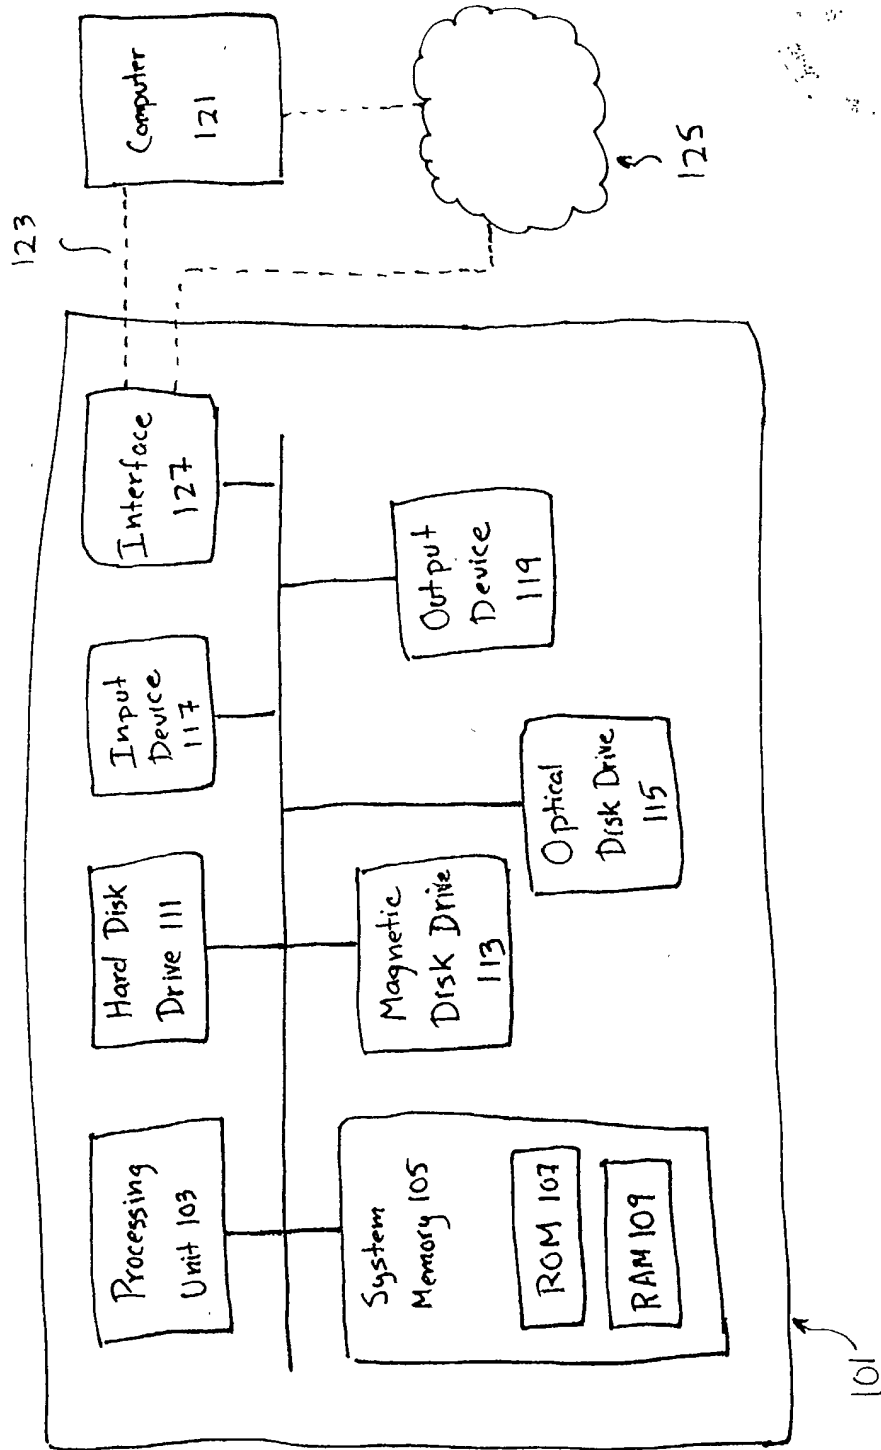 Processing
Unit 103
Hard Disk
Drive 111
Input
Device
117
Interface
127
123
Computer
121
System
Memory 105
ROM 107
RAM 109
Magnetic
Disk Drive
113
Optical
Disk Drive
115
Output
Device
119
125
101